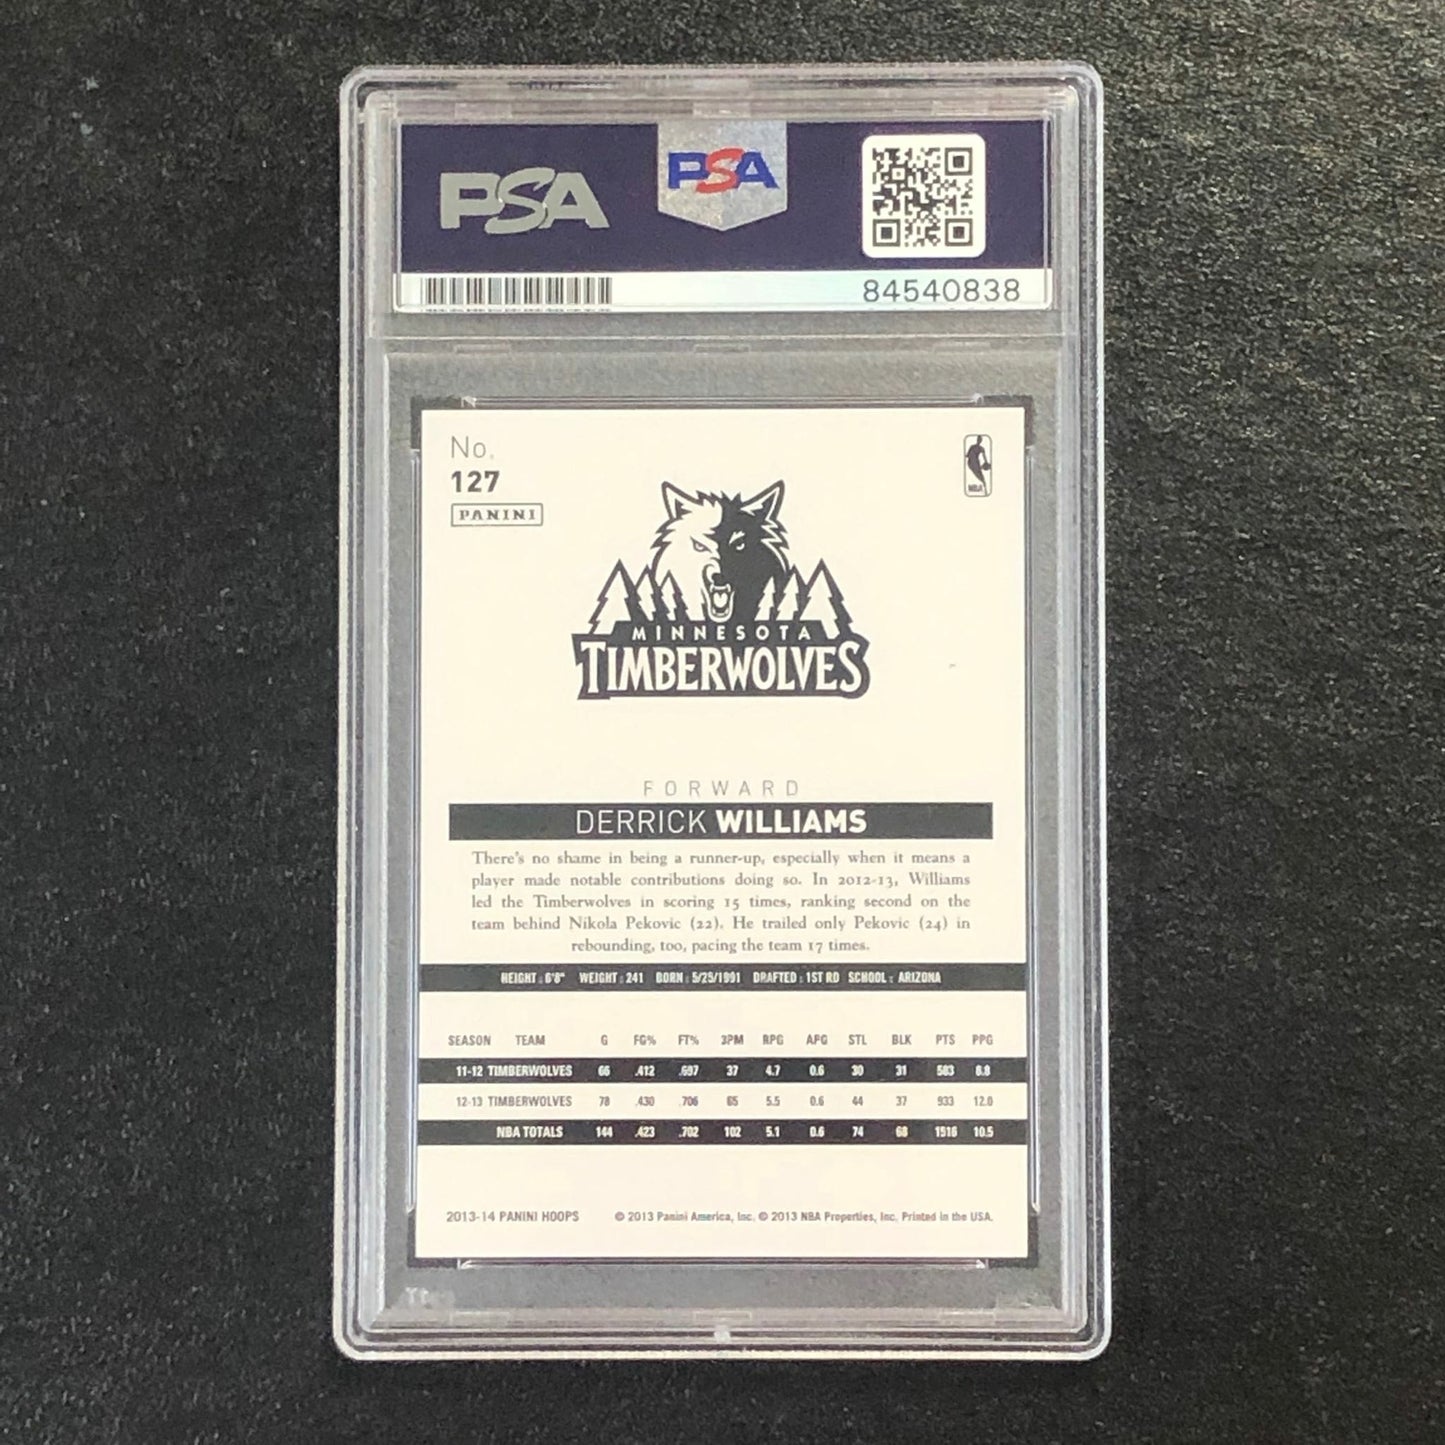 PSA
PSA
84540838
No.
127
PANINI
NBA
MINNESOTA
TIMBERWOLVES
FORWARD
DERRICK WILLIAMS
There's no shame in being a runner-up, especially when it means a
player made notable contributions doing so. In 2012-13, Williams
led the Timberwolves in scoring 15 times, ranking second on the
team behind Nikola Pekovic (22). He trailed only Pekovic (24) in
rebounding, too, pacing the team 17 times.
HEIGHT: 6'8" WEIGHT: 241 BORN: 5/25/1991 DRAFTED: 1ST RD SCHOOL: ARIZONA
SEASON TEAM G FG% FT% 3PM RPG APG STL BLK PTS PPG
11-12 TIMBERWOLVES 66 .412 .697 37 4.7 0.6 30 31 583 8.8
12-13 TIMBERWOLVES 78 .430 .706 65 5.5 0.6 44 37 933 12.0
NBA TOTALS 144 .423 .702 102 5.1 0.6 74 68 1516 10.5
2013-14 PANINI HOOPS © 2013 Panini America, Inc. © 2013 NBA Properties, Inc. Printed in the USA.